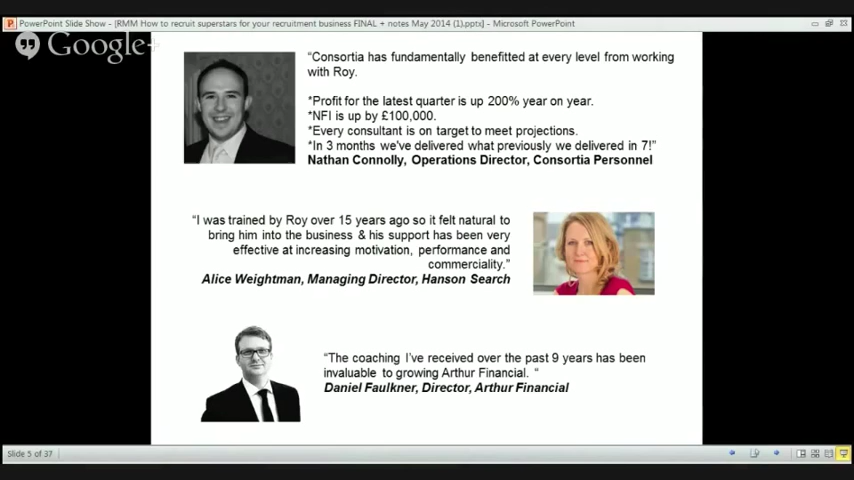 PowerPoint Slide Show - [RMM How to recruit superstars for your recruitment business FINAL + notes May 2014 (1).pptx] - Microsoft PowerPoint
Google+
“Consortia has fundamentally benefitted at every level from working
with Roy.
*Profit for the latest quarter is up 200% year on year.
*NFI is up by £100,000.
*Every consultant is on target to meet projections.
*In 3 months we've delivered what previously we delivered in 7!”
Nathan Connolly, Operations Director, Consortia Personnel
“I was trained by Roy over 15 years ago so it felt natural to
bring him into the business & his support has been very
effective at increasing motivation, performance and
commerciality.”
Alice Weightman, Managing Director, Hanson Search
“The coaching I’ve received over the past 9 years has been
invaluable to growing Arthur Financial. “
Daniel Faulkner, Director, Arthur Financial
Slide 5 of 37